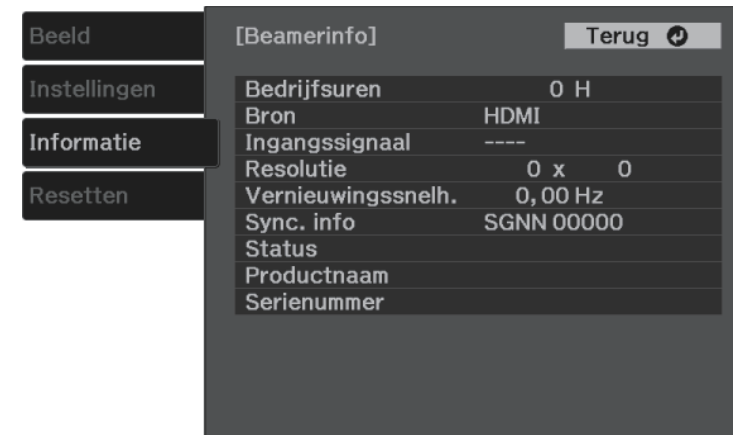 Beeld
Instellingen
Informatie
Resetten
[Beamerinfo] Terug
Bedrijfsuren 0 H
Bron HDMI
Ingangssignaal ----
Resolutie 0 x 0
Vernieuwingssnelh. 0,00 Hz
Sync. info SGNN 00000
Status
Productnaam
Serienummer